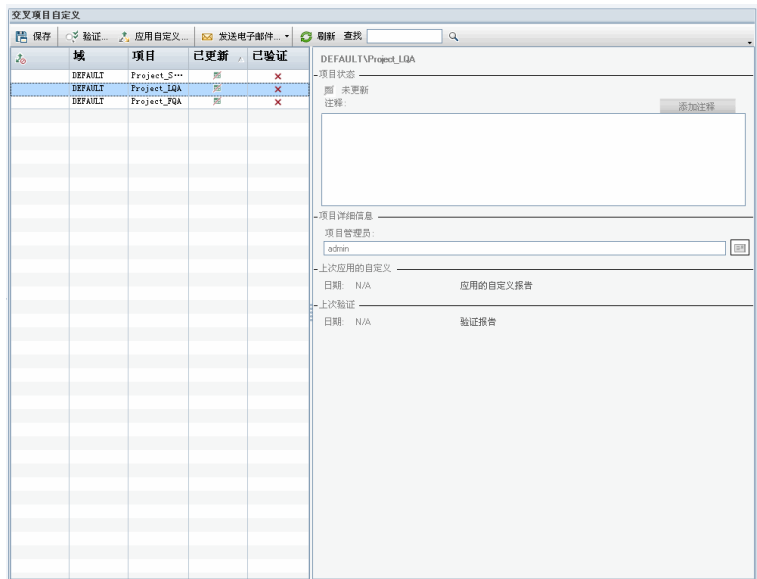 交叉项目自定义
保存 验证... 应用自定义... 发送电子邮件... 刷新 查找
域 项目 已更新 已验证
DEFAULT Project_S...
DEFAULT Project_LQA
DEFAULT Project_FQA
DEFAULT\Project_LQA
项目状态
未更新
注释:
添加注释
项目详细信息
项目管理员:
admin
上次应用的自定义
日期: N/A 应用的自定义报告
上次验证
日期: N/A 验证报告